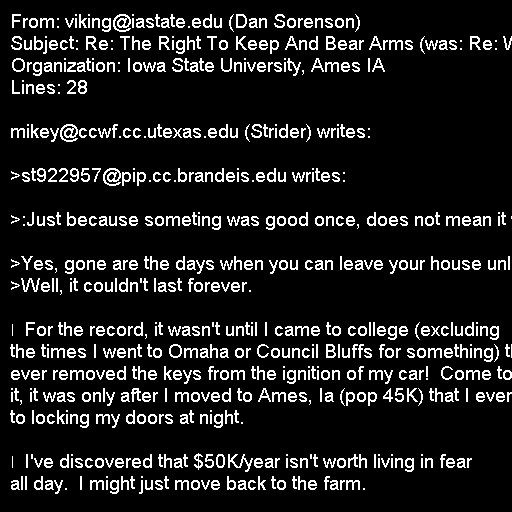 From: viking@iastate.edu (Dan Sorenson)
Subject: Re: The Right To Keep And Bear Arms (was: Re: W
Organization: Iowa State University, Ames IA
Lines: 28
mikey@ccwf.cc.utexas.edu (Strider) writes:
>st922957@pip.cc.brandeis.edu writes:
>:Just because someting was good once, does not mean it
>Yes, gone are the days when you can leave your house unl
>Well, it couldn't last forever.
For the record, it wasn't until I came to college (excluding
the times I went to Omaha or Council Bluffs for something) t
ever removed the keys from the ignition of my car!  Come to
it, it was only after I moved to Ames, Ia (pop 45K) that I ever
to locking my doors at night.
I've discovered that $50K/year isn't worth living in fear
all day.  I might just move back to the farm.